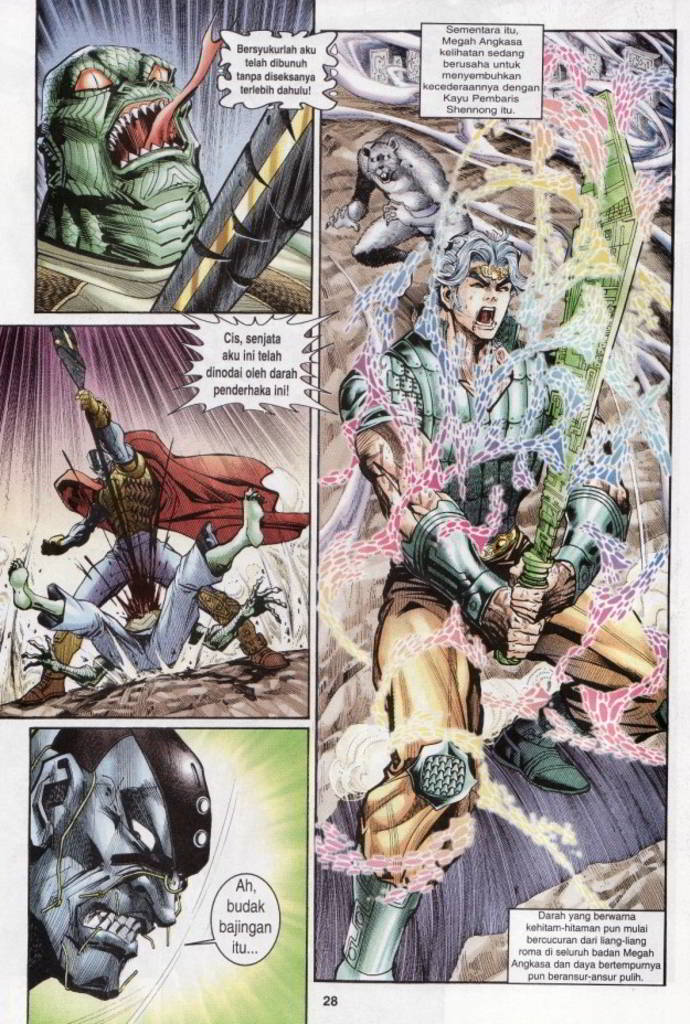 Bersyukurlah aku
telah dibunuh
tanpa diseksanya
terlebih dahulu!
Cis, senjata
aku ini telah
dinodai oleh darah
penderhaka ini!
Ah,
budak
bajingan
itu...
Sementara itu,
Megah Angkasa
kelihatan sedang
berusaha untuk
menyembuhkan
kecederaannya dengan
Kayu Pembaris
Shennong itu.
Darah yang berwarna
kehitam-hitaman pun mulai
bercucuran dari liang-liang
roma di seluruh badan Megah
Angkasa dan daya bertempurnya
pun beransur-ansur pulih.
28